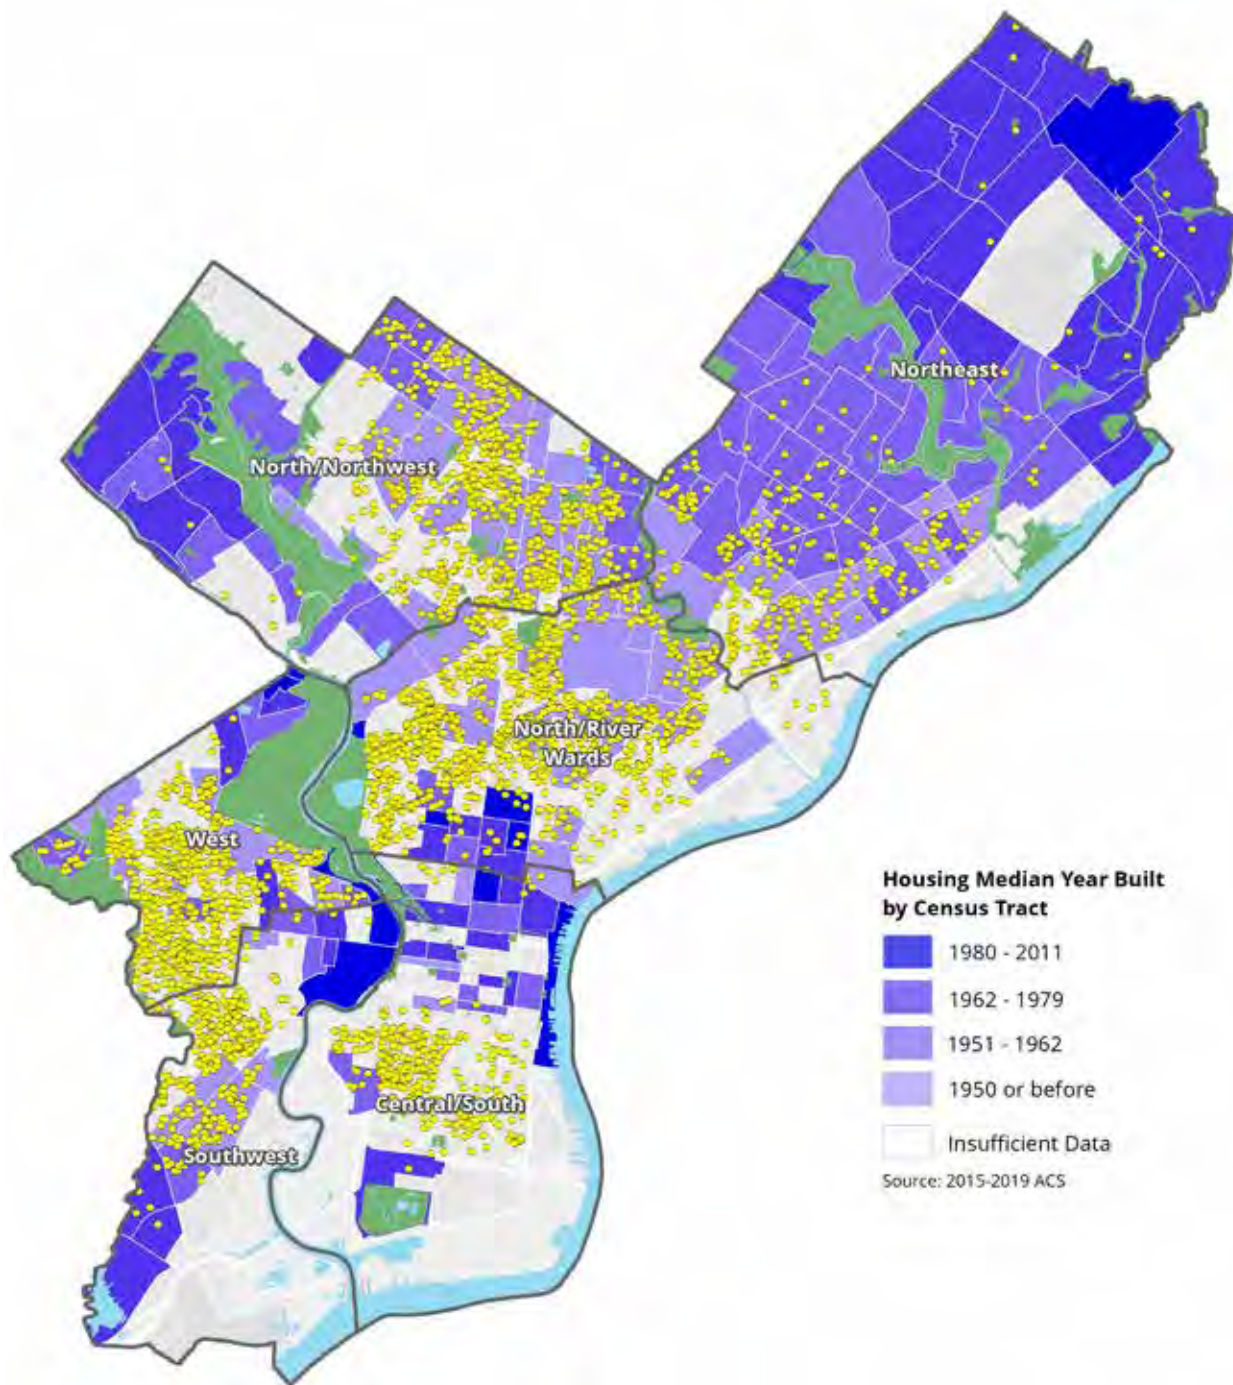 Northeast
North/Northwest
North/River
Wards
West
Central/South
Southwest
Housing Median Year Built
by Census Tract
1980 - 2011
1962 - 1979
1951 - 1962
1950 or before
Insufficient Data
Source: 2015-2019 ACS